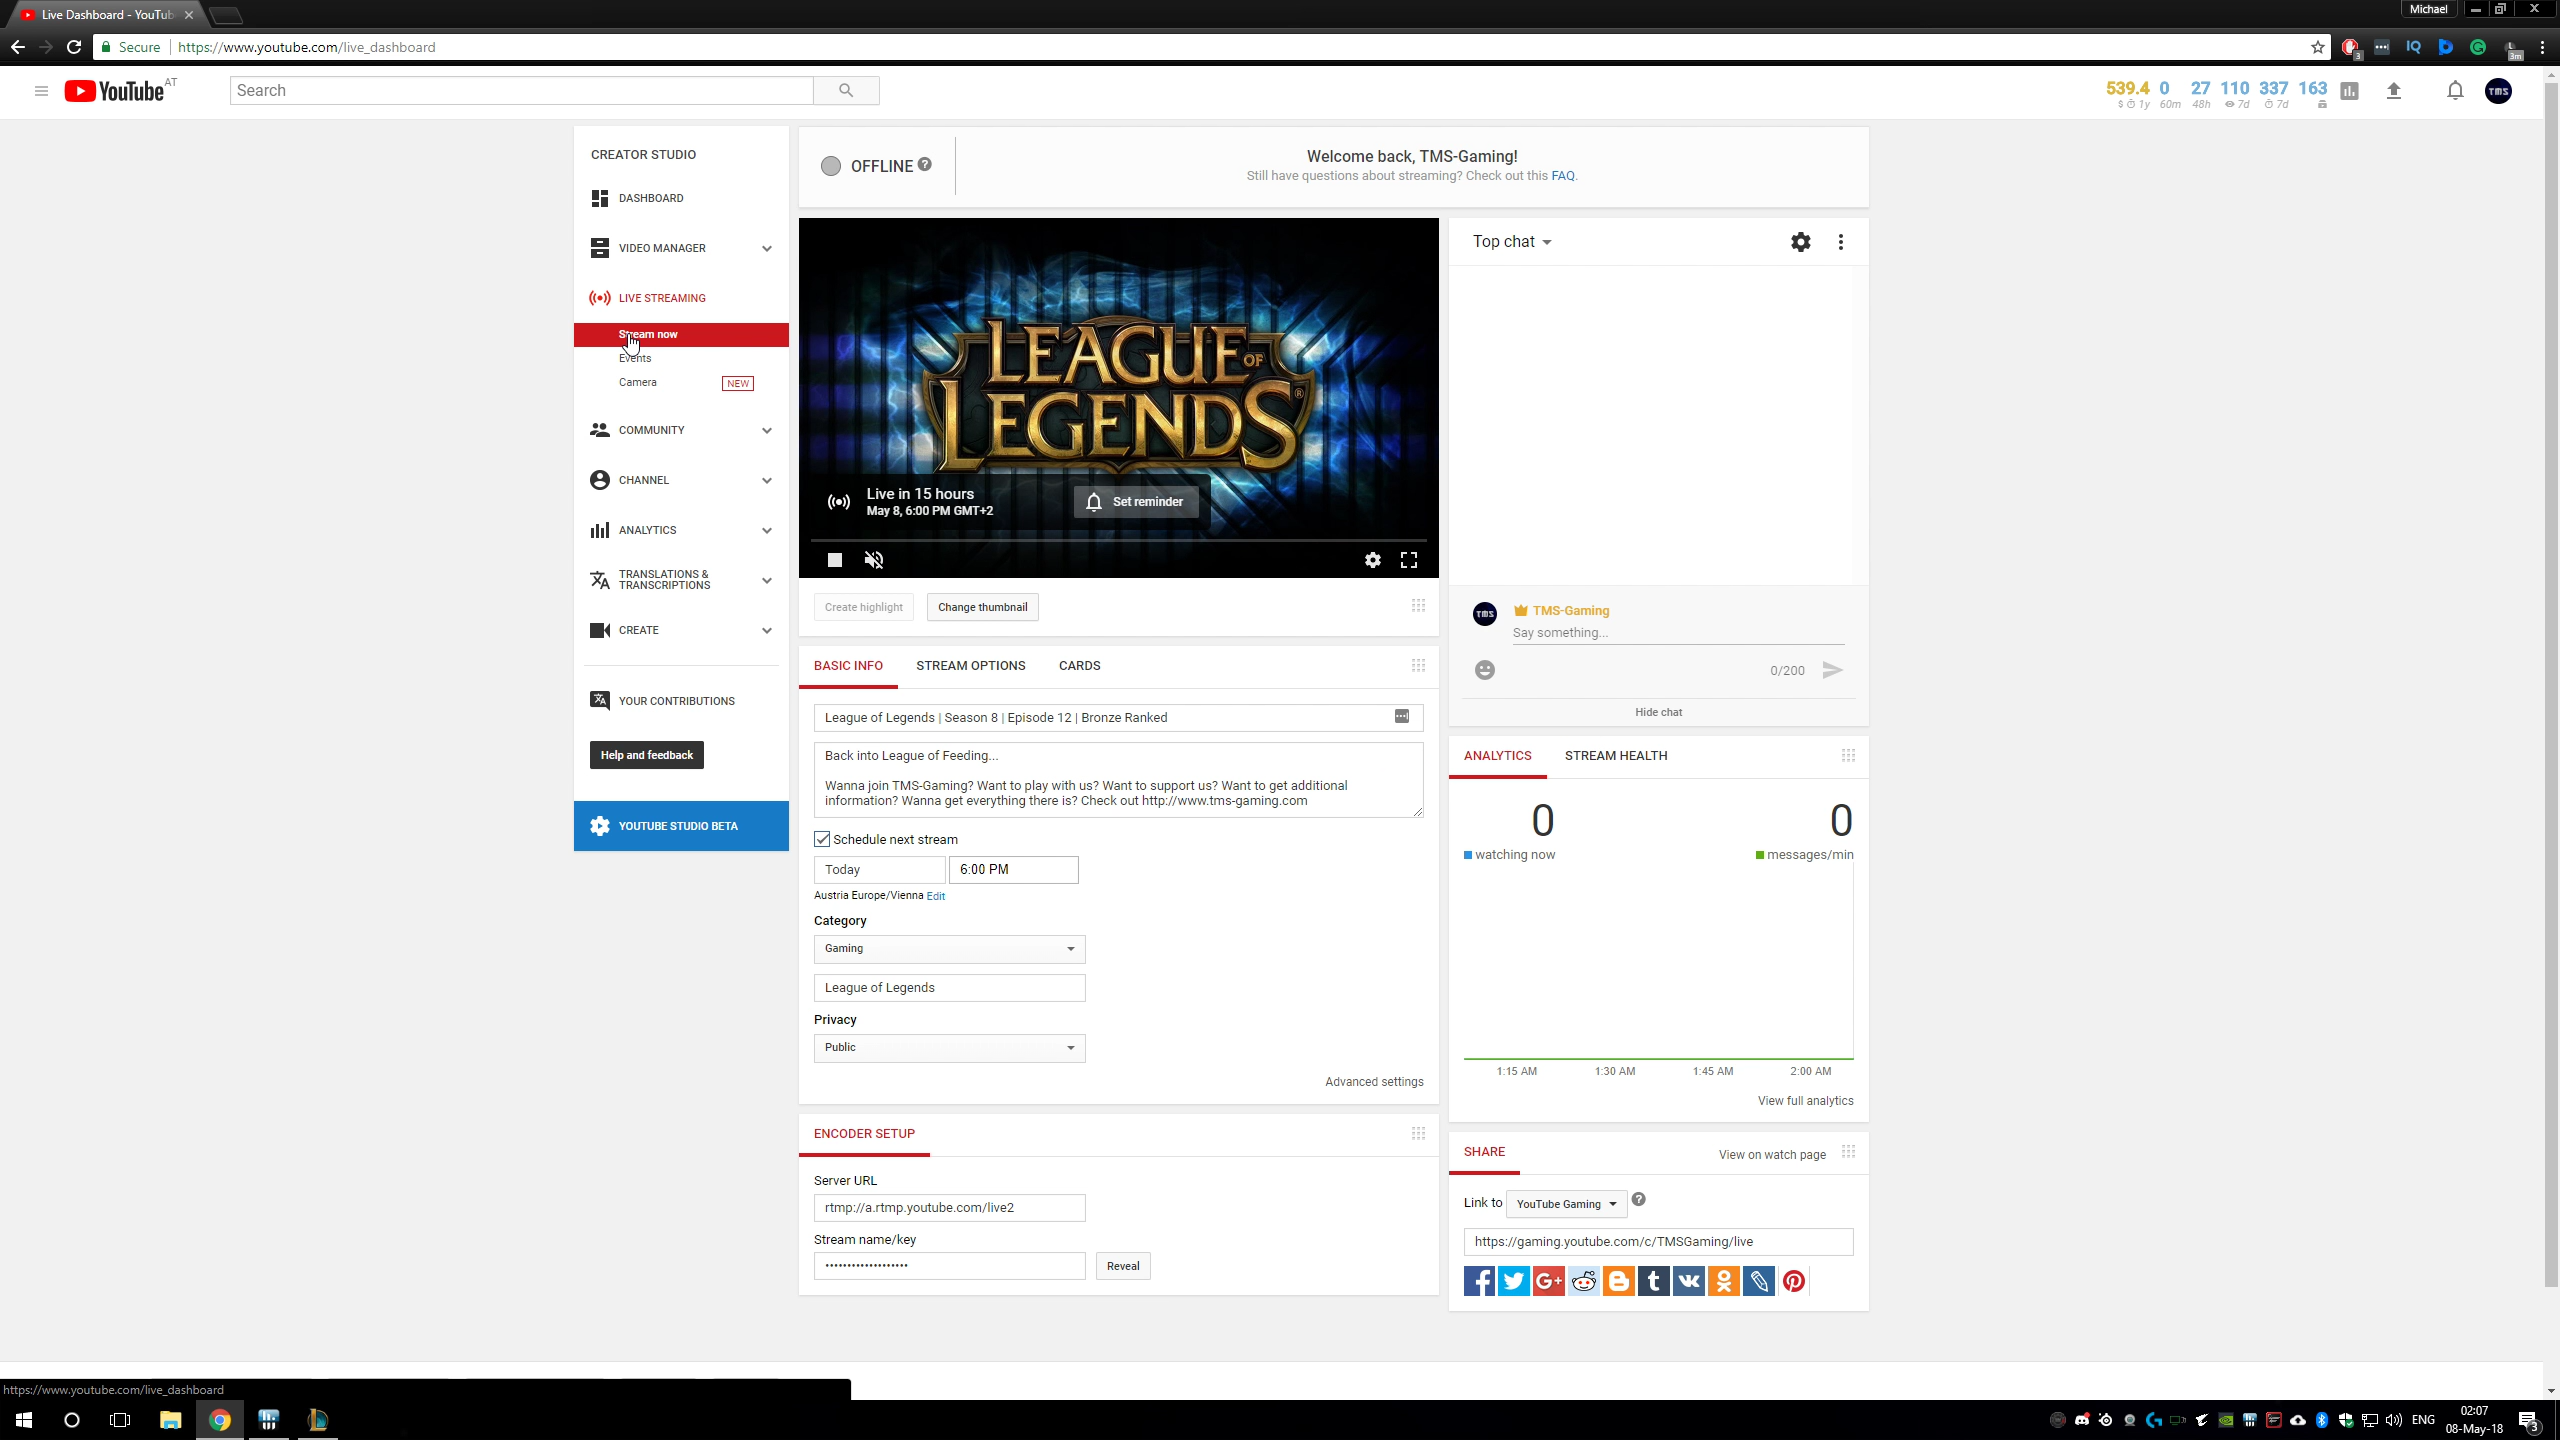 Live Dashboard - YouTub
Michael
Secure
https://www.youtube.com/live_dashboard
IQ
3
3m
YouTube AT
Search
539.4 0 27 110 337 163
$ 1y 60m 48h 7d 7d
TMS
CREATOR STUDIO
DASHBOARD
VIDEO MANAGER
LIVE STREAMING
Stream now
Events
Camera NEW
COMMUNITY
CHANNEL
ANALYTICS
TRANSLATIONS &
TRANSCRIPTIONS
CREATE
YOUR CONTRIBUTIONS
Help and feedback
YOUTUBE STUDIO BETA
OFFLINE ?
Welcome back, TMS-Gaming!
Still have questions about streaming? Check out this FAQ.
LEAGUE
OF
LEGENDS®
Live in 15 hours
May 8, 6:00 PM GMT+2
Set reminder
Create highlight
Change thumbnail
BASIC INFO STREAM OPTIONS CARDS
League of Legends | Season 8 | Episode 12 | Bronze Ranked
Back into League of Feeding...
Wanna join TMS-Gaming? Want to play with us? Want to support us? Want to get additional
information? Wanna get everything there is? Check out http://www.tms-gaming.com
Schedule next stream
Today 6:00 PM
Austria Europe/Vienna Edit
Category
Gaming
League of Legends
Privacy
Public
Advanced settings
ENCODER SETUP
Server URL
rtmp://a.rtmp.youtube.com/live2
Stream name/key
•••••••••••••••••••
Reveal
Top chat
TMS
TMS-Gaming
Say something...
0/200
Hide chat
ANALYTICS STREAM HEALTH
0 0
watching now messages/min
1:15 AM 1:30 AM 1:45 AM 2:00 AM
View full analytics
SHARE View on watch page
Link to YouTube Gaming ?
https://gaming.youtube.com/c/TMSGaming/live
https://www.youtube.com/live_dashboard
ENG
02:07
08-May-18
3